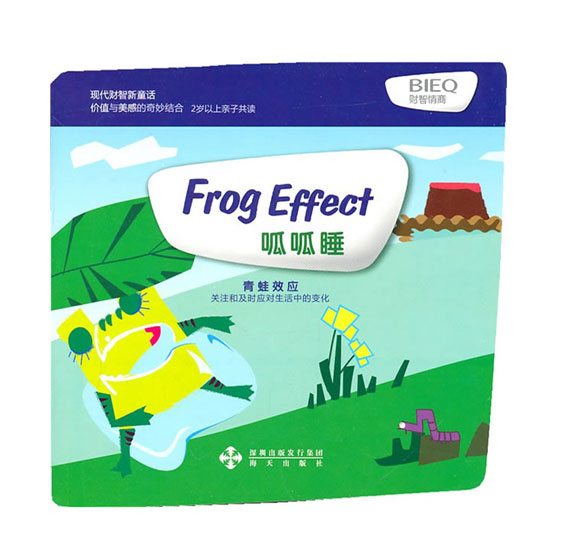 现代财智新童话
价值与美感的奇妙结合 2岁以上亲子共读
BIEQ
财智情商
Frog Effect
呱呱睡
青蛙效应
关注和及时应对生活中的变化
深圳出版发行集团
海天出版社